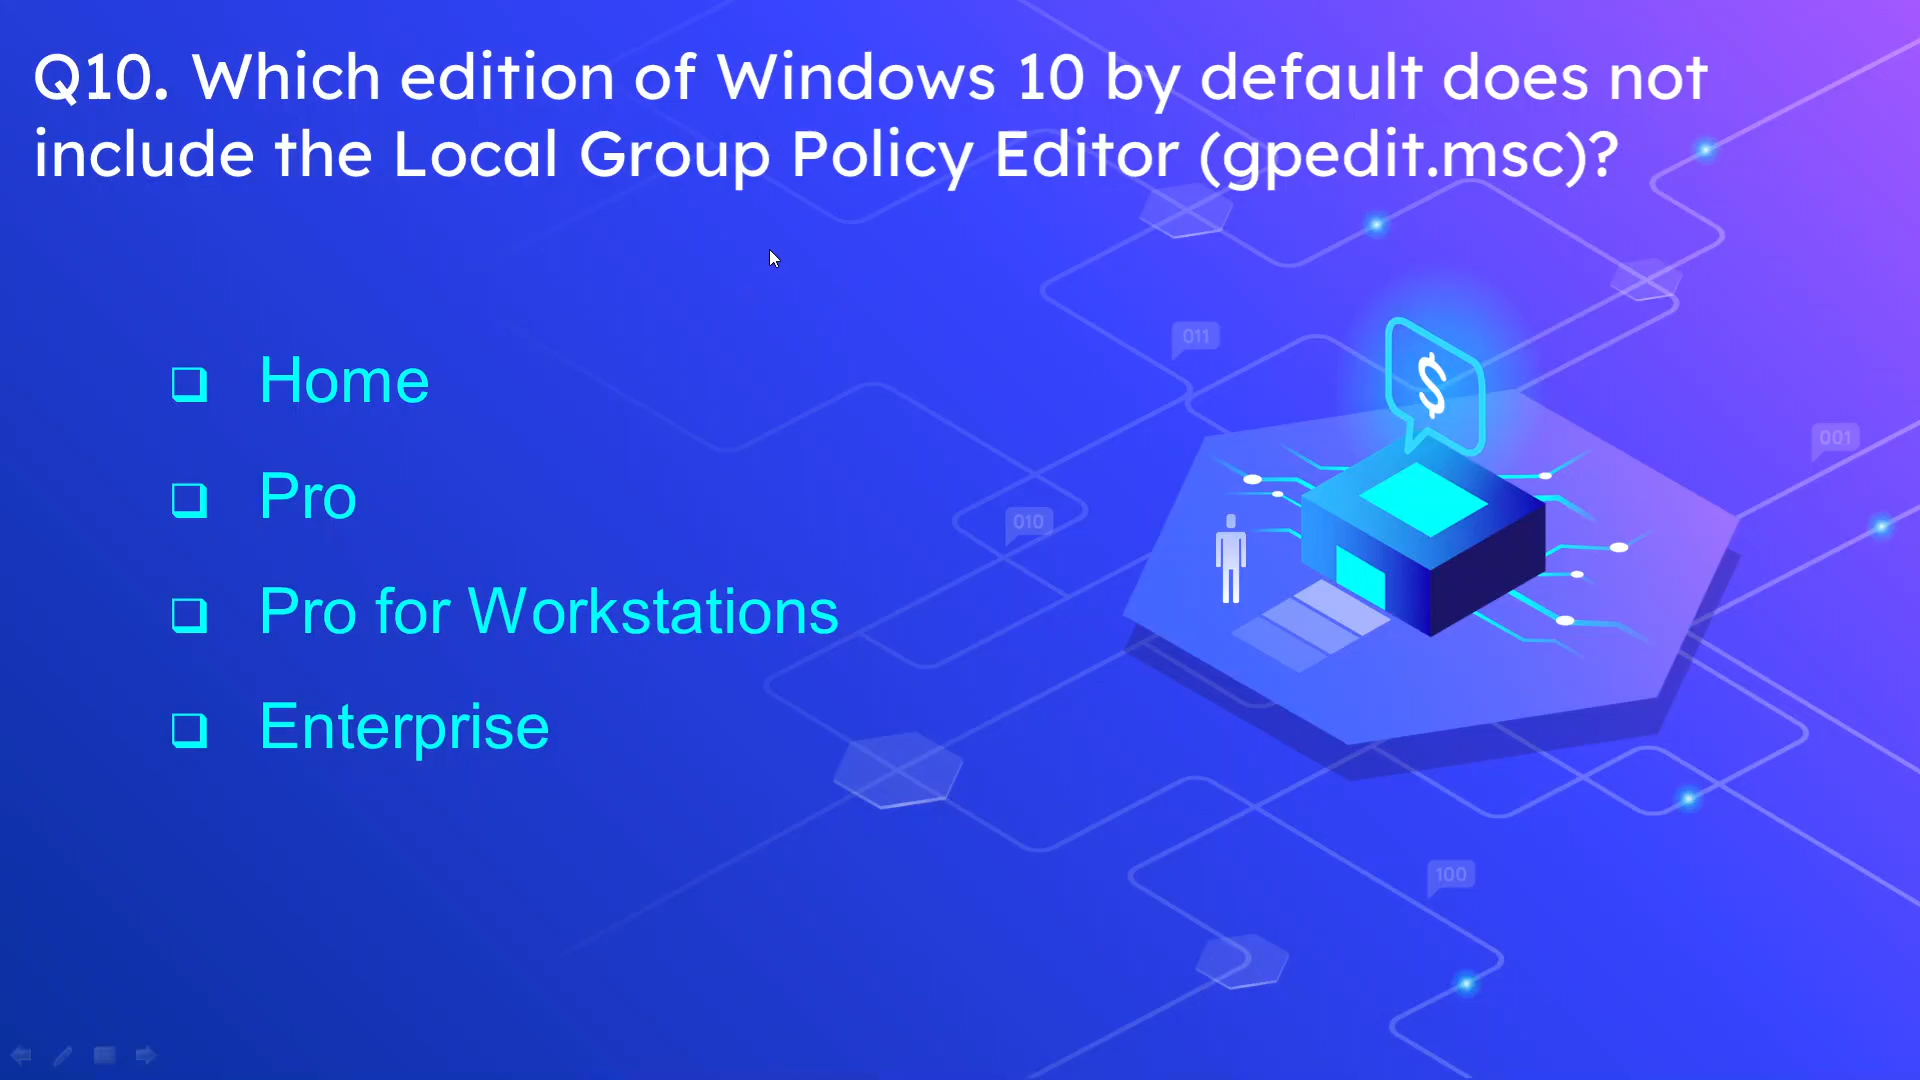 Q10. Which edition of Windows 10 by default does not
include the Local Group Policy Editor (gpedit.msc)?
Home
Pro
Pro for Workstations
Enterprise
$
011
001
010
100